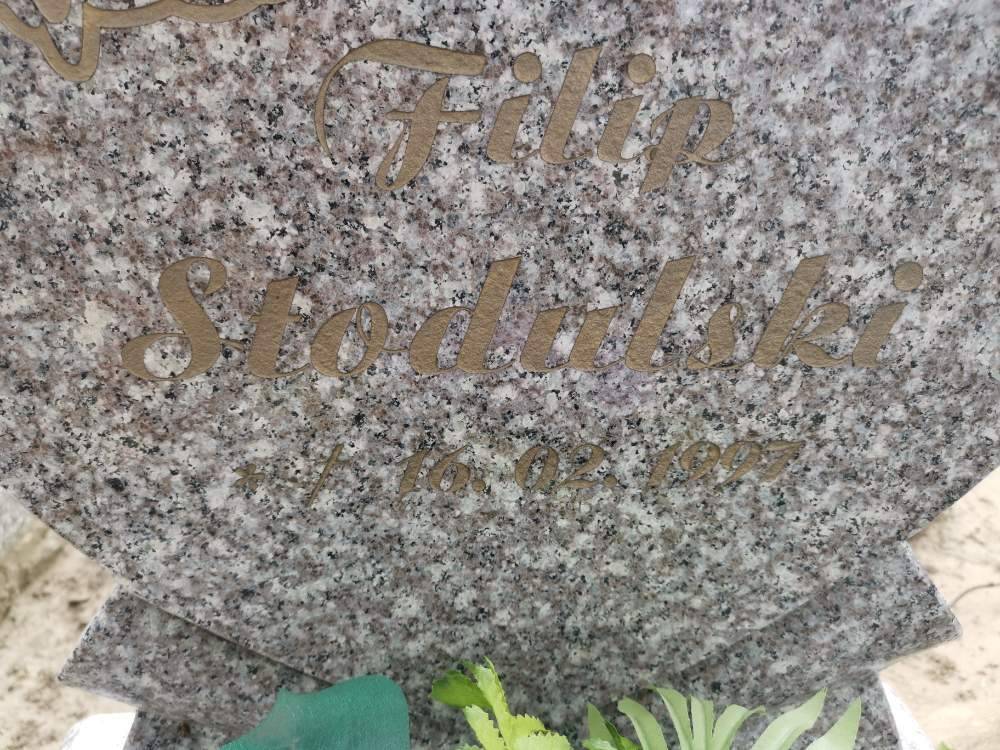 Filip
Stodulski
* † 16. 02. 1997